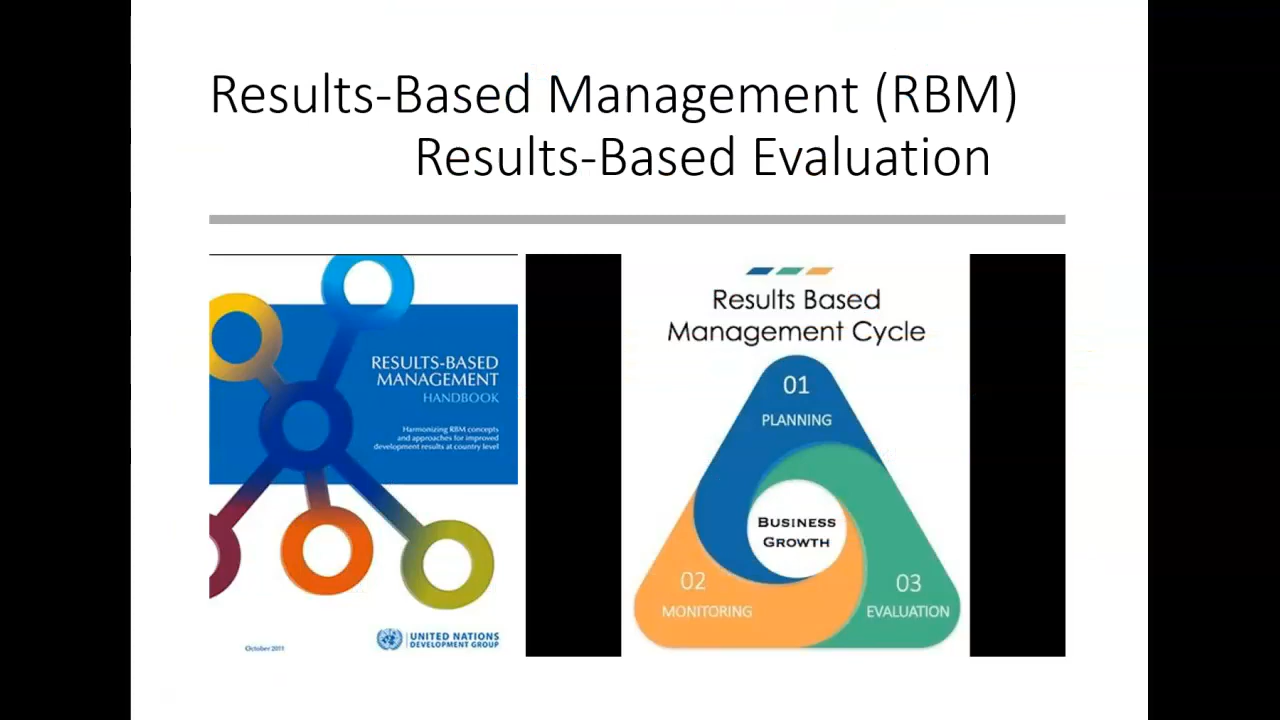 Results-Based Management (RBM)
Results-Based Evaluation
RESULTS-BASED
MANAGEMENT
HANDBOOK
Harmonizing RBM concepts
and approaches for improved
development results at country level
October 2011
UNITED NATIONS
DEVELOPMENT GROUP
Results Based
Management Cycle
01
PLANNING
BUSINESS
GROWTH
02
MONITORING
03
EVALUATION